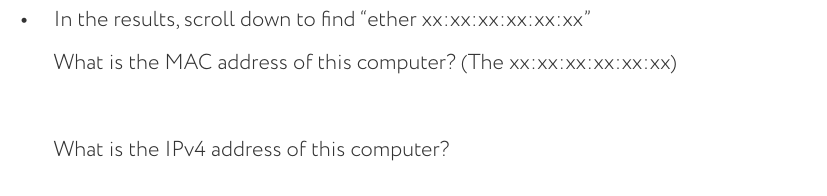 • In the results, scroll down to find “ether xx:xx:xx:xx:xx:xx”
What is the MAC address of this computer? (The xx:xx:xx:xx:xx:xx)
What is the IPv4 address of this computer?